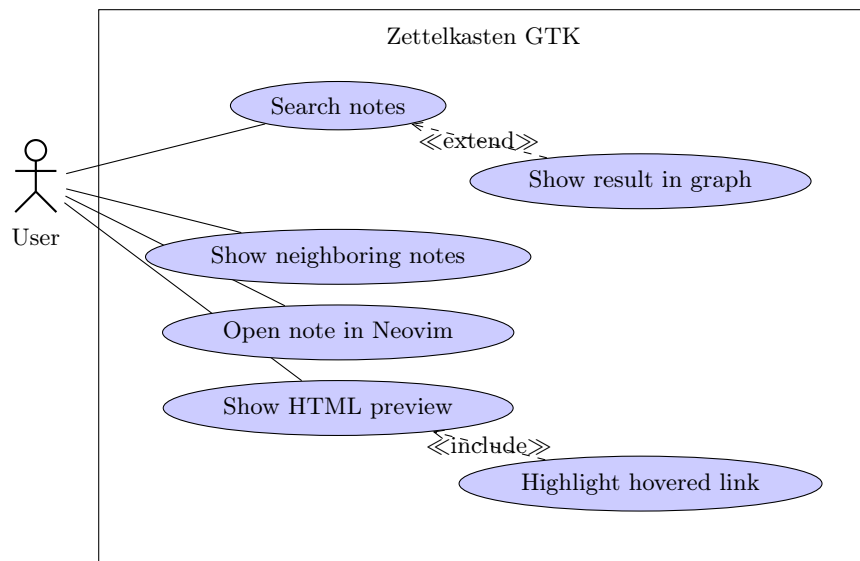 Zettelkasten GTK
Search notes
≪extend≫
Show result in graph
User
Show neighboring notes
Open note in Neovim
Show HTML preview
≪include≫
Highlight hovered link